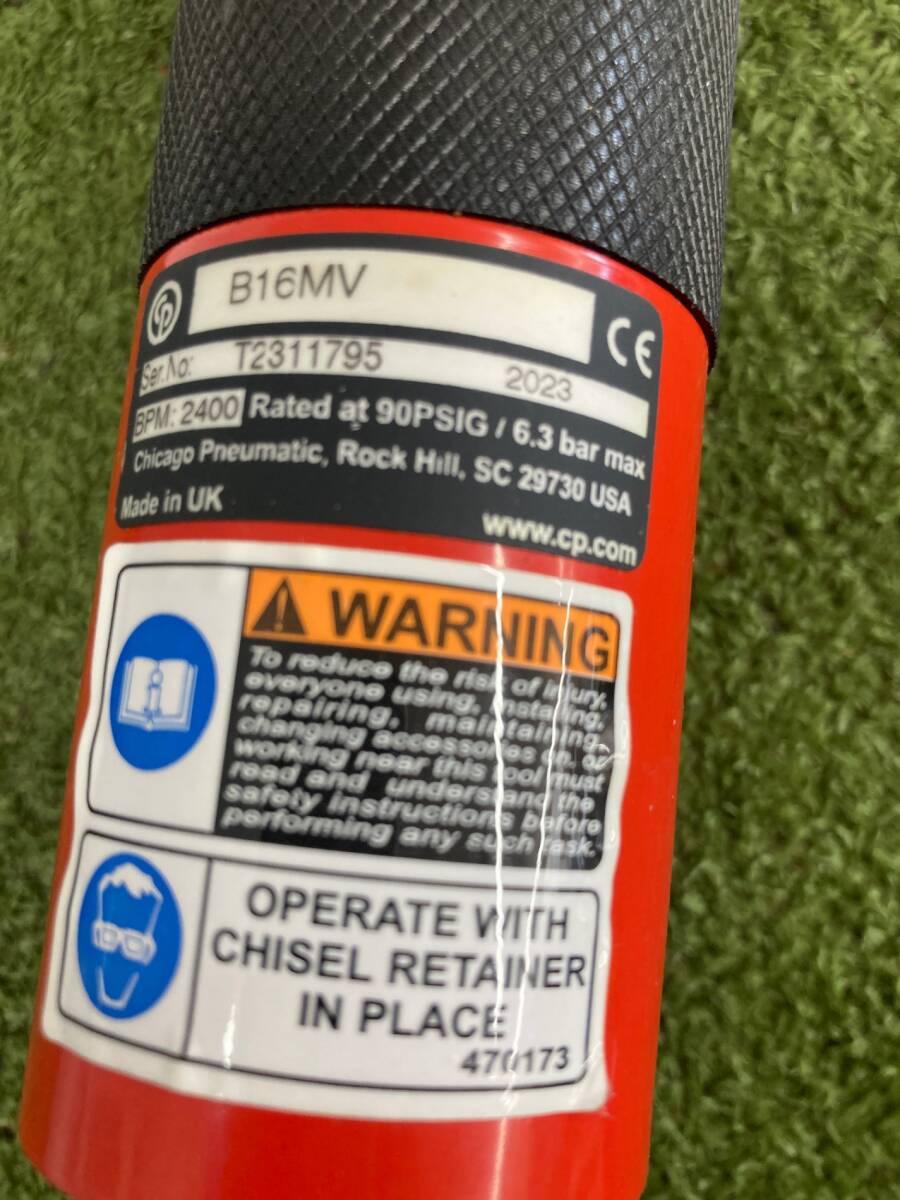 CP
B16MV
CE
Ser.No: T2311795 2023
BPM: 2400 Rated at 90PSIG / 6.3 bar max
Chicago Pneumatic, Rock Hill, SC 29730 USA
Made in UK
www.cp.com
WARNING
To reduce the risk of injury,
everyone using, installing,
repairing, maintaining,
changing accessories on, or
working near this tool must
read and understand the
safety instructions before
performing any such task.
OPERATE WITH
CHISEL RETAINER
IN PLACE
470173